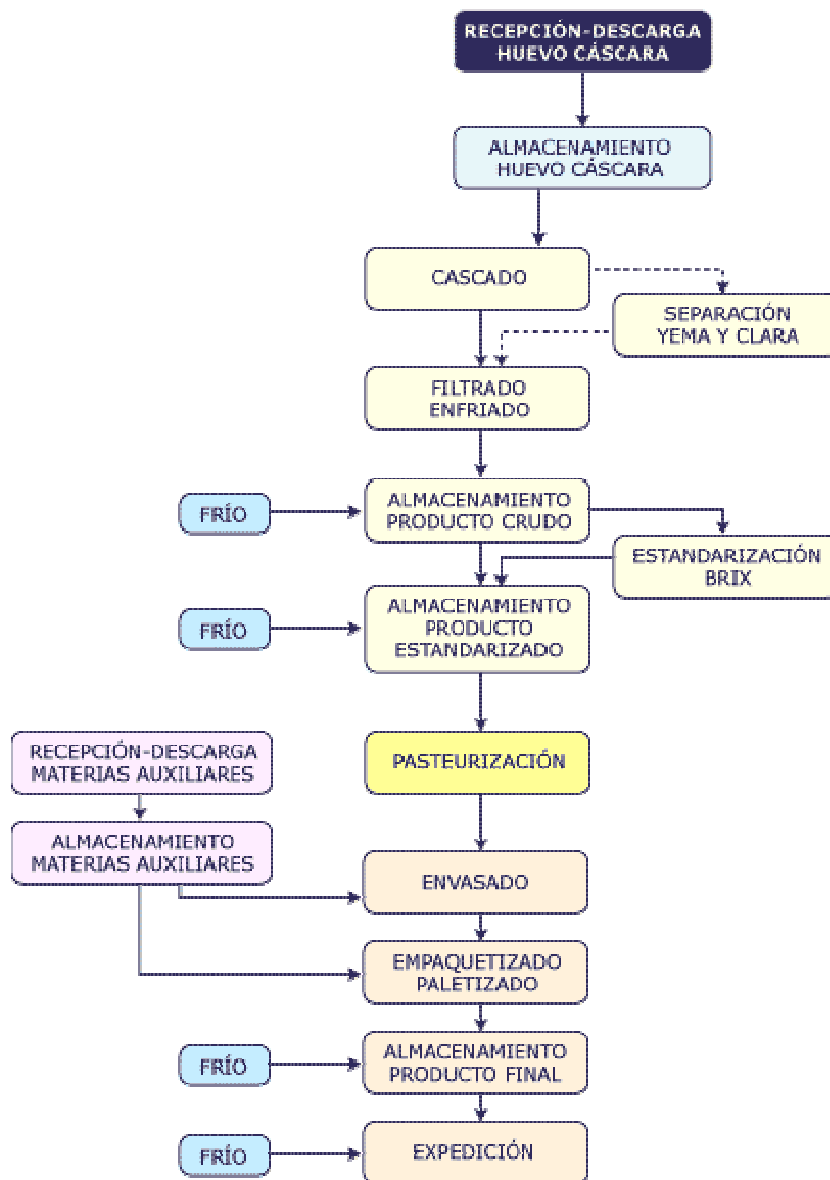 RECEPCIÓN-DESCARGA
HUEVO CÁSCARA
ALMACENAMIENTO
HUEVO CÁSCARA
CASCADO
SEPARACIÓN
YEMA Y CLARA
FILTRADO
ENFRIADO
FRÍO
ALMACENAMIENTO
PRODUCTO CRUDO
ESTANDARIZACIÓN
BRIX
FRÍO
ALMACENAMIENTO
PRODUCTO
ESTANDARIZADO
RECEPCIÓN-DESCARGA
MATERIAS AUXILIARES
PASTEURIZACIÓN
ALMACENAMIENTO
MATERIAS AUXILIARES
ENVASADO
EMPAQUETIZADO
PALETIZADO
FRÍO
ALMACENAMIENTO
PRODUCTO FINAL
FRÍO
EXPEDICIÓN